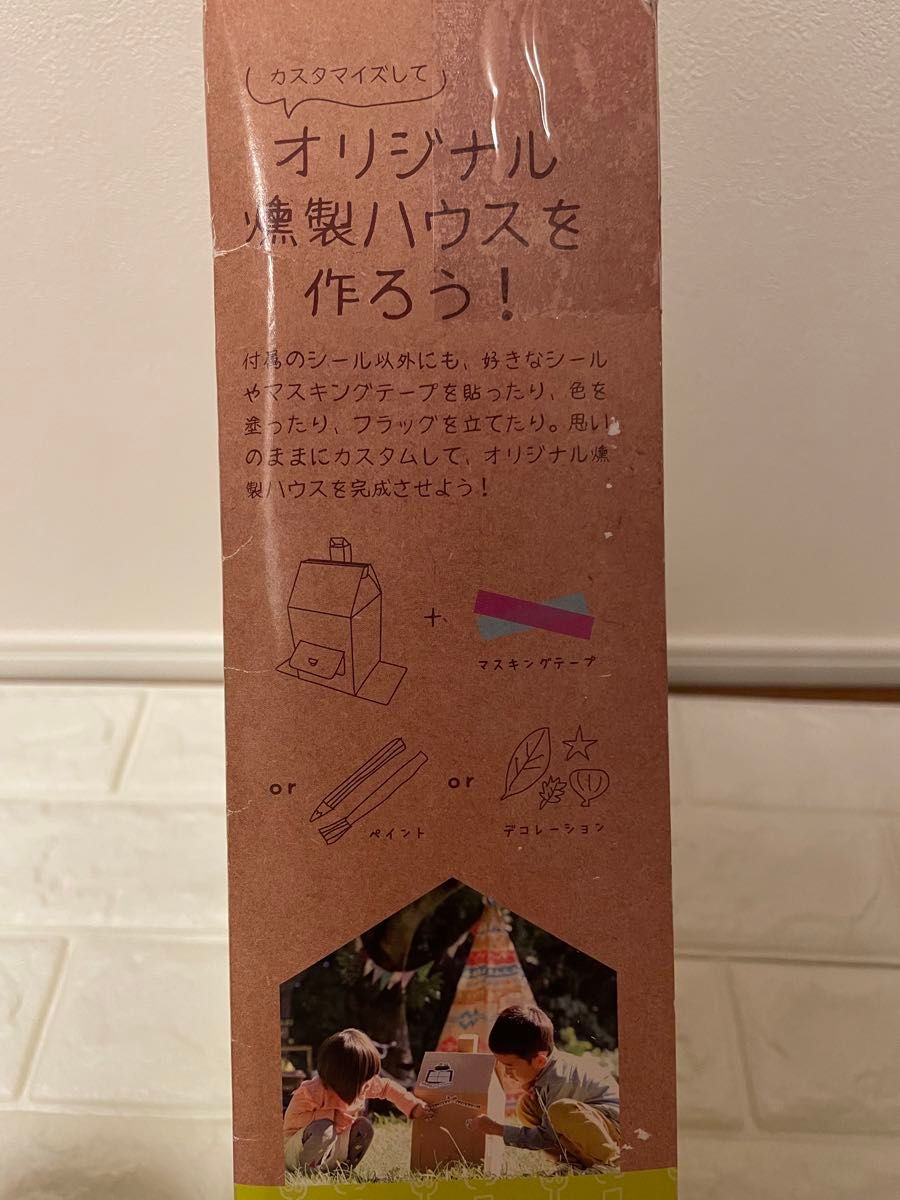 カスタマイズして
オリジナル
燻製ハウスを
作ろう！
付属のシール以外にも、好きなシール
やマスキングテープを貼ったり、色を
塗ったり、フラッグを立てたり。思い
のままにカスタムして、オリジナル燻
製ハウスを完成させよう！
+
マスキングテープ
or
ペイント
or
デコレーション